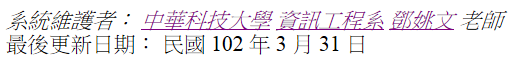 系統維護者： 中華科技大學 資訊工程系 鄧姚文 老師
最後更新日期： 民國 102 年 3 月 31 日